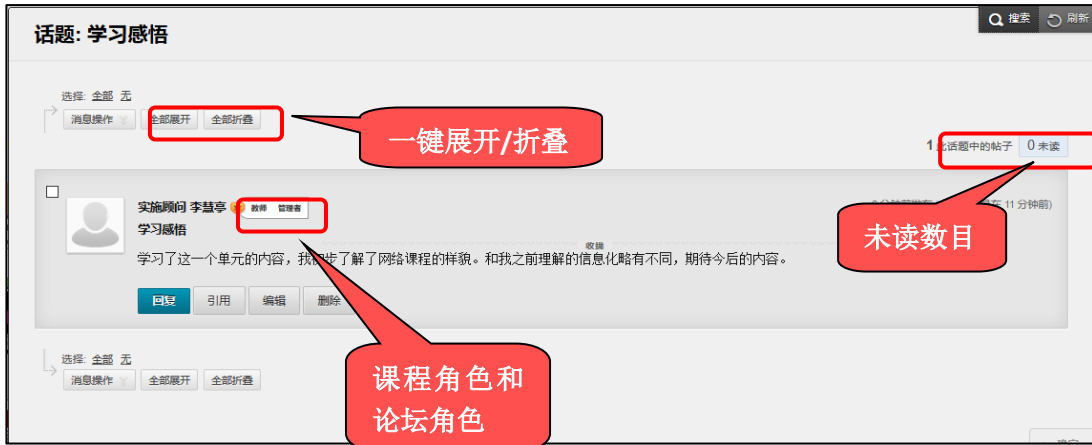 搜索 刷新
话题: 学习感悟
选择: 全部 无
消息操作 全部展开 全部折叠
一键展开/折叠
1 此话题中的帖子 0 未读
未读数目
实施顾问 李慧亭 教师 管理者
11 分钟前)
学习感悟
收端
学习了这一个单元的内容，我初步了解了网络课程的样貌。和我之前理解的信息化略有不同，期待今后的内容。
回复 引用 编辑 删除
课程角色和
论坛角色
选择: 全部 无
消息操作 全部展开 全部折叠